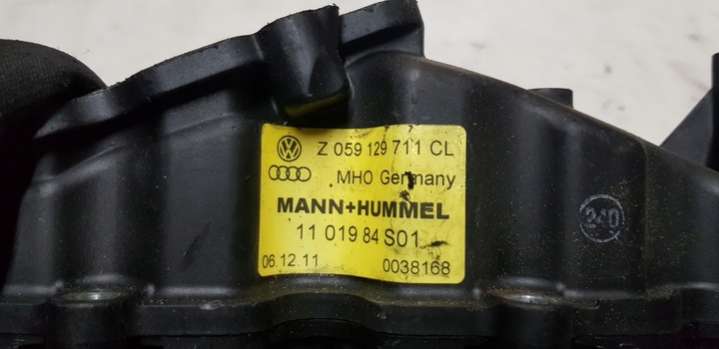 Z 059 129 711 CL
MHO Germany
MANN+HUMMEL
11 019 84 S01
06.12.11 0038168
240